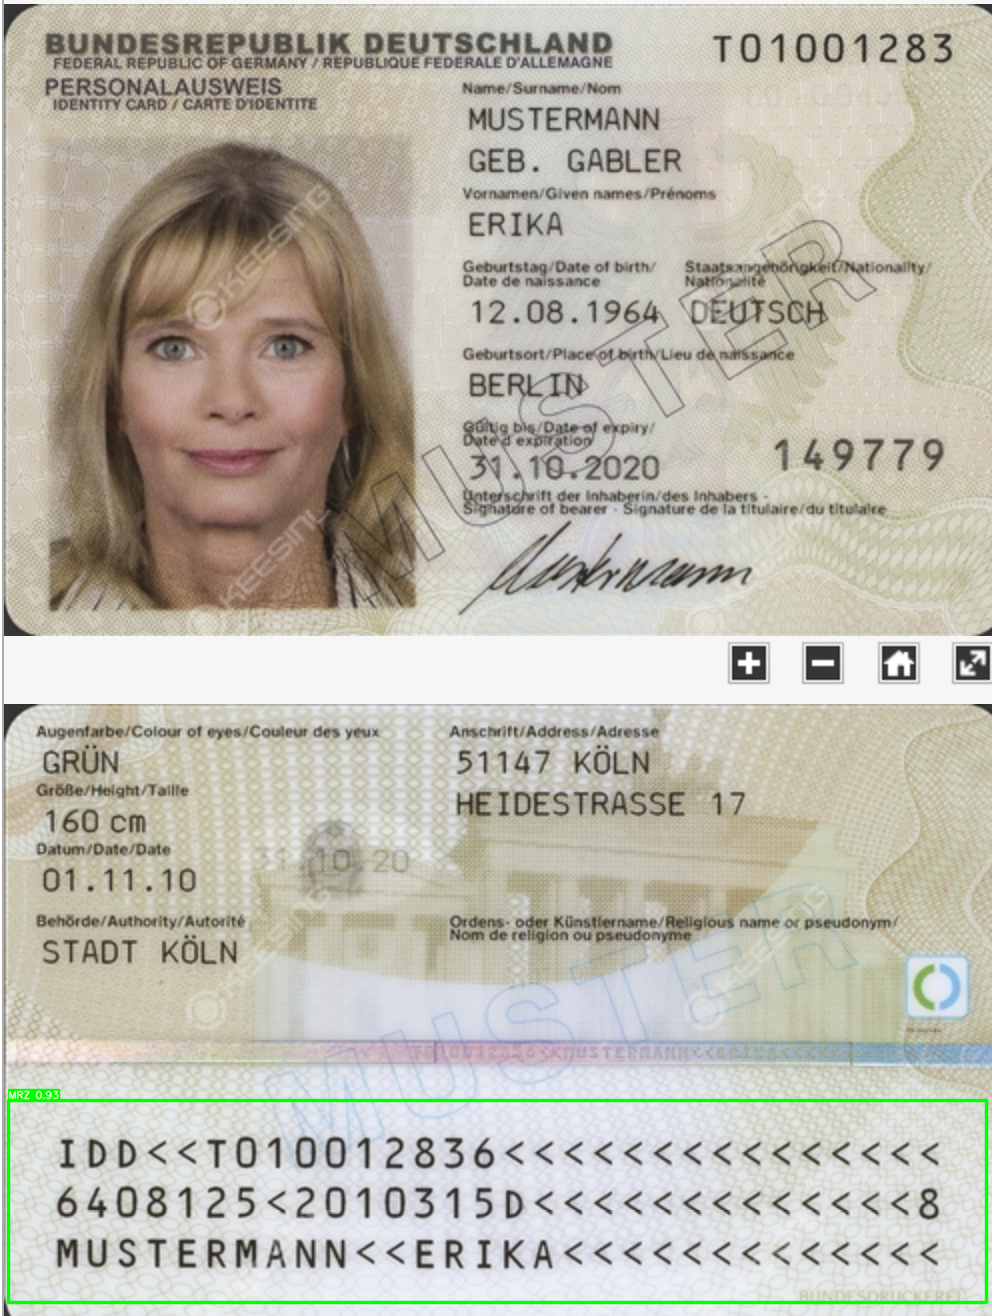 BUNDESREPUBLIK DEUTSCHLAND
FEDERAL REPUBLIC OF GERMANY / REPUBLIQUE FEDERALE D'ALLEMAGNE
T01001283
PERSONALAUSWEIS
IDENTITY CARD / CARTE D'IDENTITE
Name/Surname/Nom
MUSTERMANN
GEB. GABLER
Vornamen/Given names/Prénoms
ERIKA
Geburtstag/Date of birth/
Date de naissance
12.08.1964
Staatsangehörigkeit/Nationality/
Nationalité
DEUTSCH
Geburtsort/Place of birth/Lieu de naissance
BERLIN
Gültig bis/Date of expiry/
Date d'expiration
31.10.2020
149779
Unterschrift der Inhaberin/des Inhabers -
Signature of bearer - Signature de la titulaire/du titulaire
Mustermann
MUSTER
©KEESING
©KEESING
Augenfarbe/Colour of eyes/Couleur des yeux
GRÜN
Größe/Height/Taille
160 cm
Datum/Date/Date
01.11.10
Behörde/Authority/Autorité
STADT KÖLN
Anschrift/Address/Adresse
51147 KÖLN
HEIDESTRASSE 17
31 10 20
Ordens- oder Künstlername/Religious name or pseudonym/
Nom de religion ou pseudonyme
MUSTER
MRZ 0.93
IDD<<T010012836<<<<<<<<<<<<<<<
6408125<2010315D<<<<<<<<<<<<<8
MUSTERMANN<<ERIKA<<<<<<<<<<<<<
BUNDESDRUCKEREI